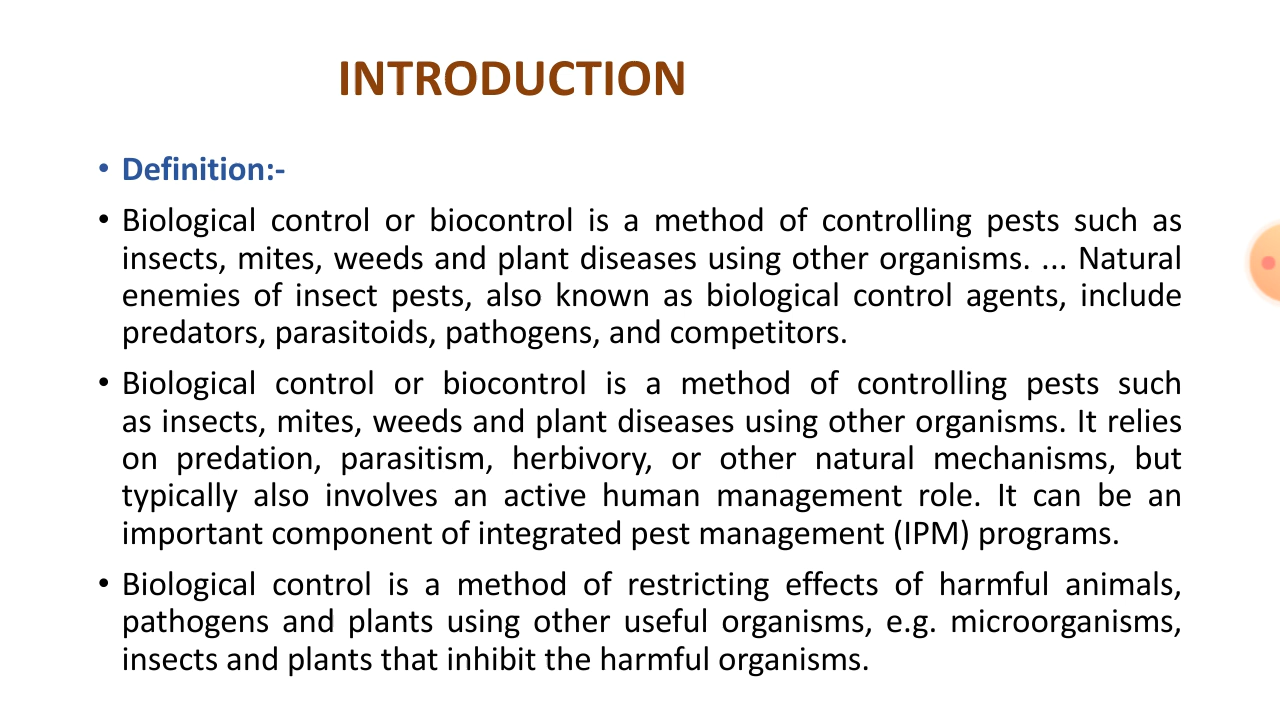 INTRODUCTION
• Definition:-
• Biological control or biocontrol is a method of controlling pests such as
insects, mites, weeds and plant diseases using other organisms. ... Natural
enemies of insect pests, also known as biological control agents, include
predators, parasitoids, pathogens, and competitors.
• Biological control or biocontrol is a method of controlling pests such
as insects, mites, weeds and plant diseases using other organisms. It relies
on predation, parasitism, herbivory, or other natural mechanisms, but
typically also involves an active human management role. It can be an
important component of integrated pest management (IPM) programs.
• Biological control is a method of restricting effects of harmful animals,
pathogens and plants using other useful organisms, e.g. microorganisms,
insects and plants that inhibit the harmful organisms.